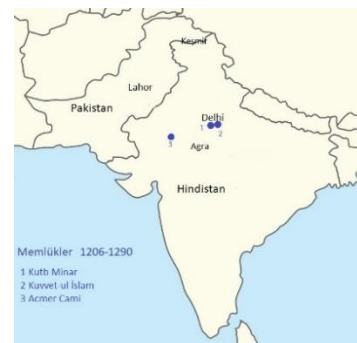 Keşmir
Lahor
Pakistan
Delhi
1
2
3
Agra
Hindistan
Memlükler 1206-1290
1 Kutb Minar
2 Kuvvet-ul İslam
3 Acmer Cami